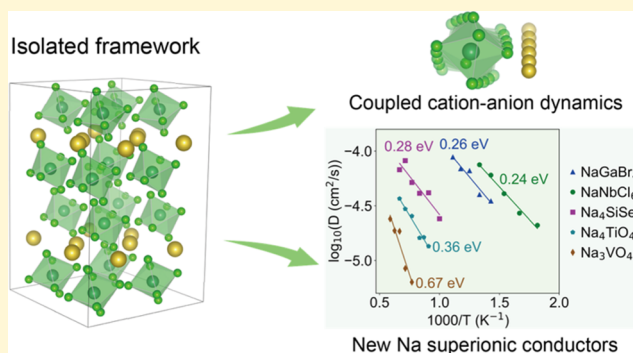 Isolated framework
Coupled cation-anion dynamics
0.28 eV
0.26 eV
0.24 eV
0.36 eV
0.67 eV
−4.0
−4.5
−5.0
log₁₀(D (cm²/s))
0.5 1.0 1.5 2.0
1000/T (K⁻¹)
NaGaBr
NaNbCl₆
Na₄SiSe
Na₄TiO₄
Na₃VO₄
New Na superionic conductors